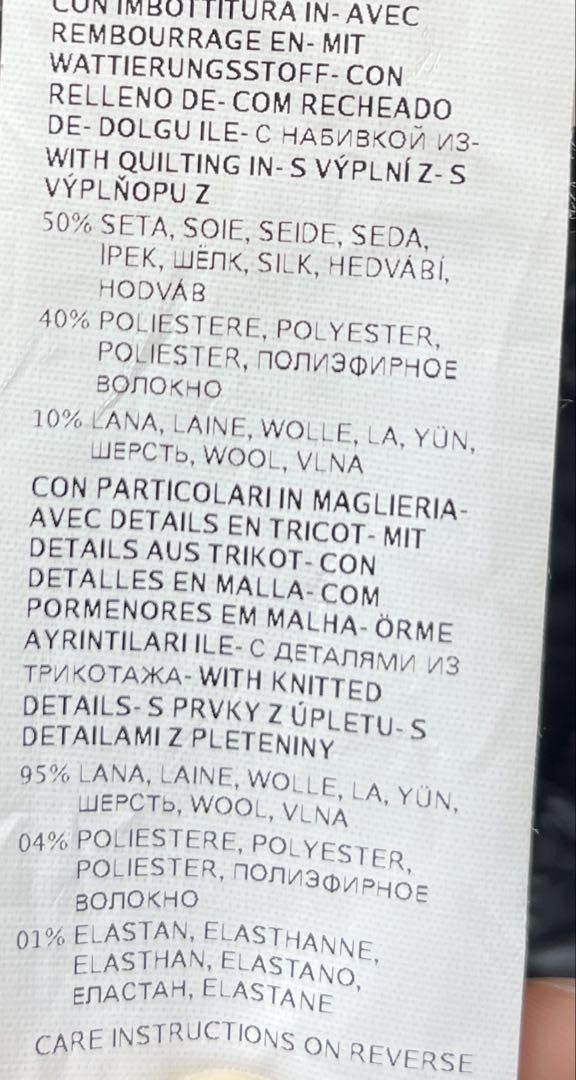 CON IMBOTTITURA IN- AVEC
REMBOURRAGE EN- MIT
WATTIERUNGSSTOFF- CON
RELLENO DE- COM RECHEADO
DE- DOLGU ILE- С НАБИВКОЙ ИЗ-
WITH QUILTING IN- S VÝPLNÍ Z- S
VÝPLŇOPU Z
50% SETA, SOIE, SEIDE, SEDA,
IPEK, ШЁЛК, SILK, HEDVÁBÍ,
HODVÁB
40% POLIESTERE, POLYESTER,
POLIESTER, ПОЛИЭФИРНОЕ
ВОЛОКНО
10% LANA, LAINE, WOLLE, LA, YÜN,
ШЕРСТЬ, WOOL, VLNA
CON PARTICOLARI IN MAGLIERIA-
AVEC DETAILS EN TRICOT- MIT
DETAILS AUS TRIKOT- CON
DETALLES EN MALLA- COM
PORMENORES EM MALHA- ÖRME
AYRINTILARI ILE- С ДЕТАЛЯМИ ИЗ
ТРИКОТАЖА- WITH KNITTED
DETAILS- S PRVKY Z ÚPLETU- S
DETAILAMI Z PLETENINY
95% LANA, LAINE, WOLLE, LA, YÜN,
ШЕРСТЬ, WOOL, VLNA
04% POLIESTERE, POLYESTER,
POLIESTER, ПОЛИЭФИРНОЕ
ВОЛОКНО
01% ELASTAN, ELASTHANNE,
ELASTHAN, ELASTANO,
ЕЛАСТАН, ELASTANE
CARE INSTRUCTIONS ON REVERSE